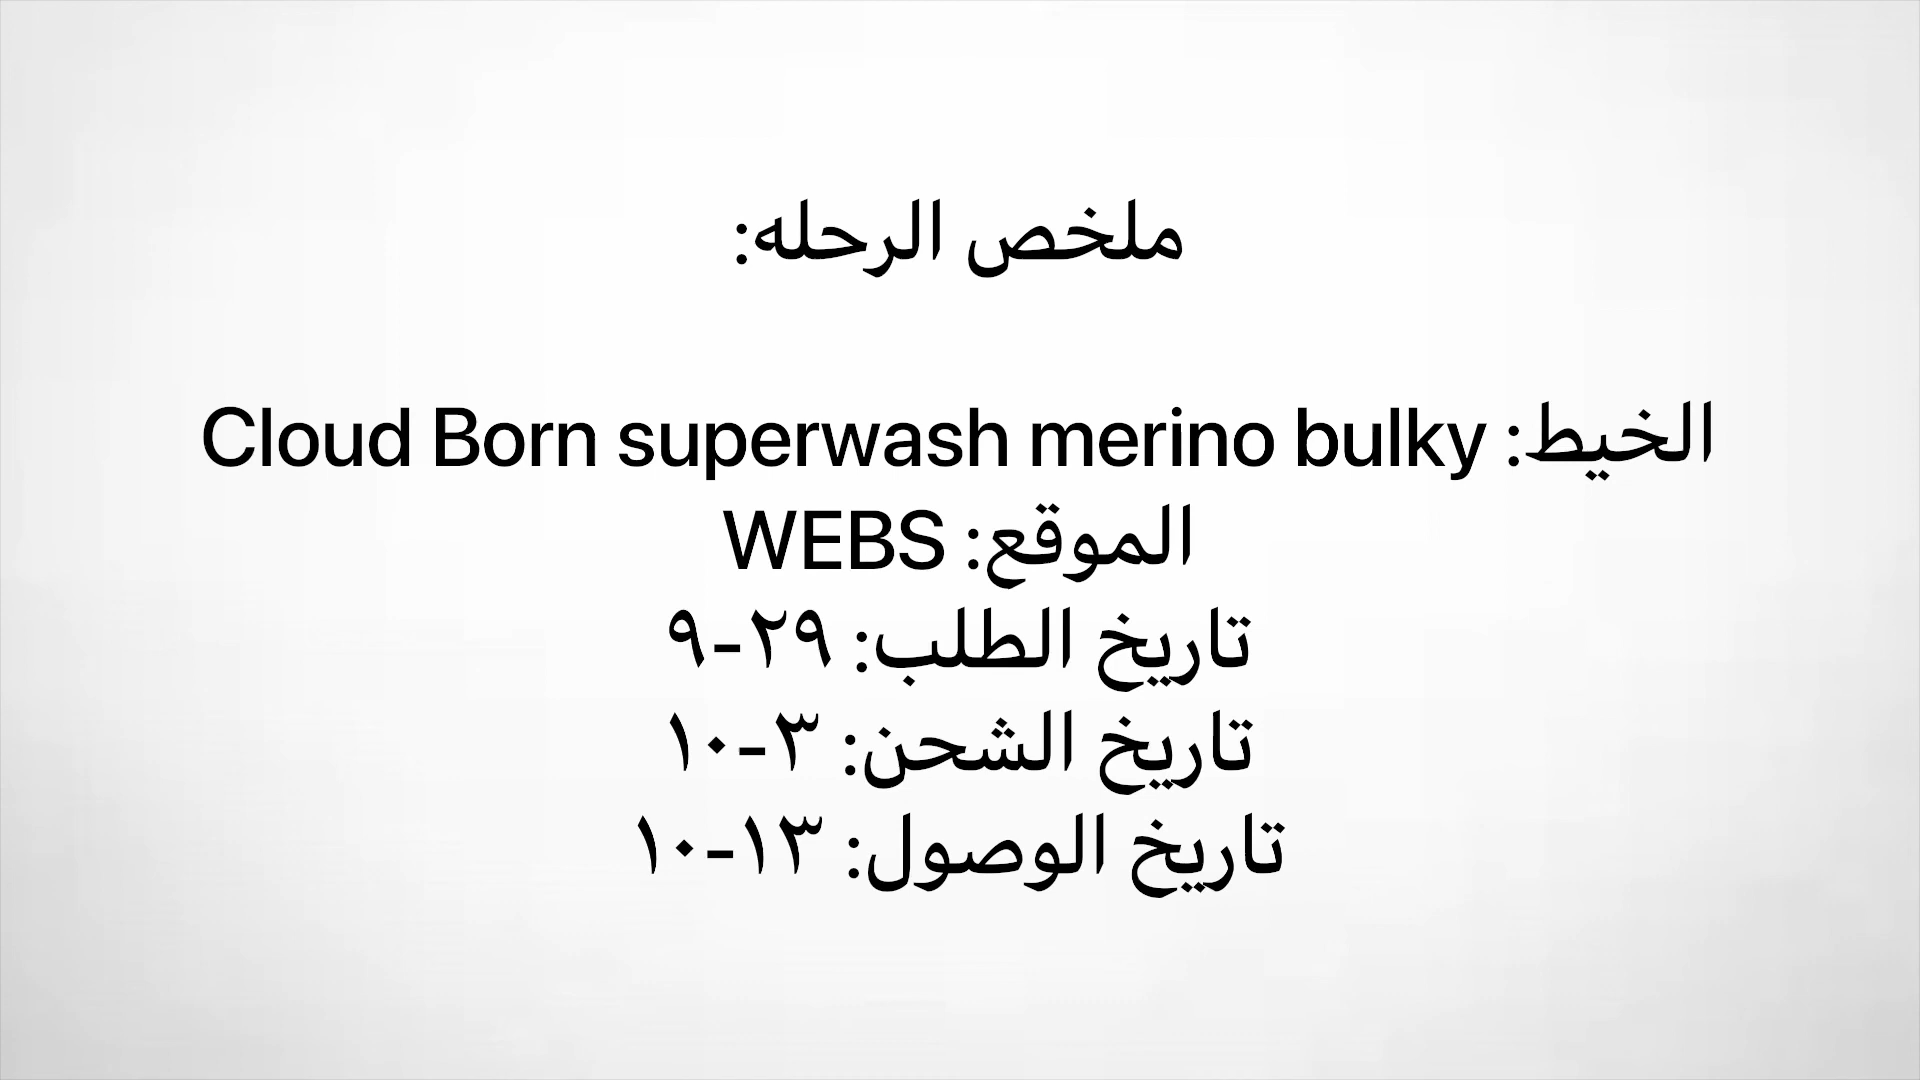 ملخص الرحله:
الخيط: Cloud Born superwash merino bulky
الموقع: WEBS
تاريخ الطلب: ٢٩-٩
تاريخ الشحن: ٣-١٠
تاريخ الوصول: ١٣-١٠